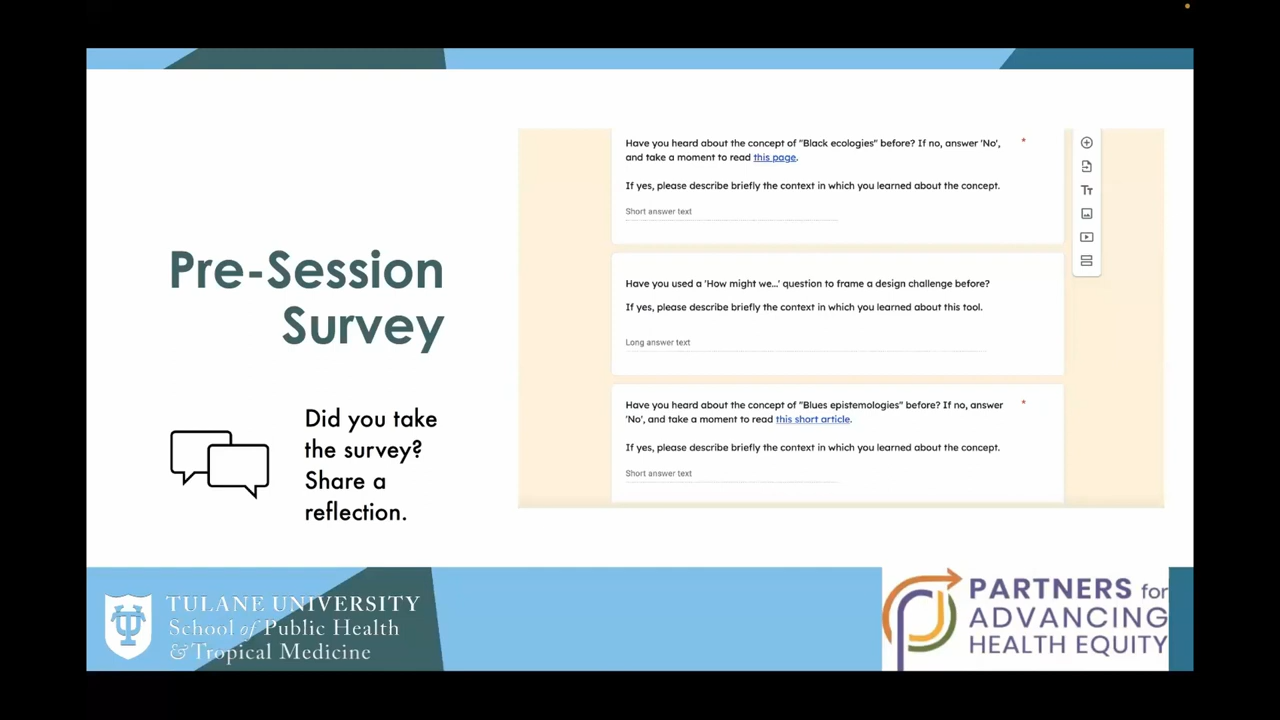 Pre-Session
Survey
Did you take
the survey?
Share a
reflection.
Have you heard about the concept of "Black ecologies" before? If no, answer 'No', *
and take a moment to read this page.
If yes, please describe briefly the context in which you learned about the concept.
Short answer text
Have you used a 'How might we...' question to frame a design challenge before?
If yes, please describe briefly the context in which you learned about this tool.
Long answer text
Have you heard about the concept of "Blues epistemologies" before? If no, answer *
'No', and take a moment to read this short article.
If yes, please describe briefly the context in which you learned about the concept.
Short answer text
Tт
TULANE UNIVERSITY
School of Public Health
& Tropical Medicine
PARTNERS for
ADVANCING
HEALTH EQUITY